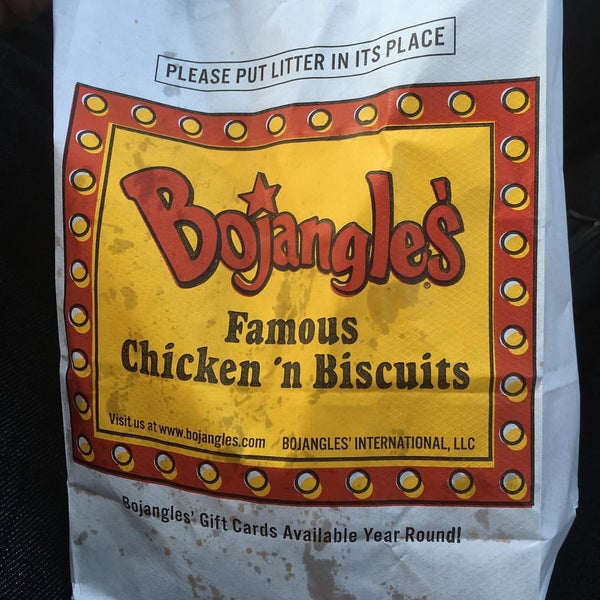 PLEASE PUT LITTER IN ITS PLACE
Bojangles'®
Famous
Chicken 'n Biscuits
Visit us at www.bojangles.com BOJANGLES' INTERNATIONAL, LLC
Bojangles' Gift Cards Available Year Round!